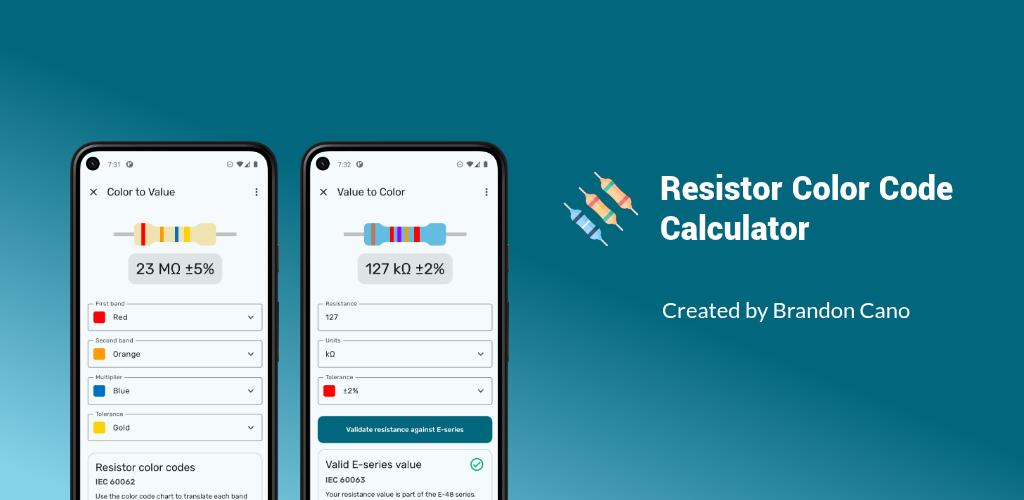 7:31
Color to Value
23 MΩ ±5%
First band
Red
Second band
Orange
Multiplier
Blue
Tolerance
Gold
Resistor color codes
IEC 60062
Use the color code chart to translate each band
7:32
Value to Color
127 kΩ ±2%
Resistance
127
Units
kΩ
Tolerance
±2%
Validate resistance against E-series
Valid E-series value
IEC 60063
Your resistance value is part of the E-48 series.
Resistor Color Code
Calculator
Created by Brandon Cano